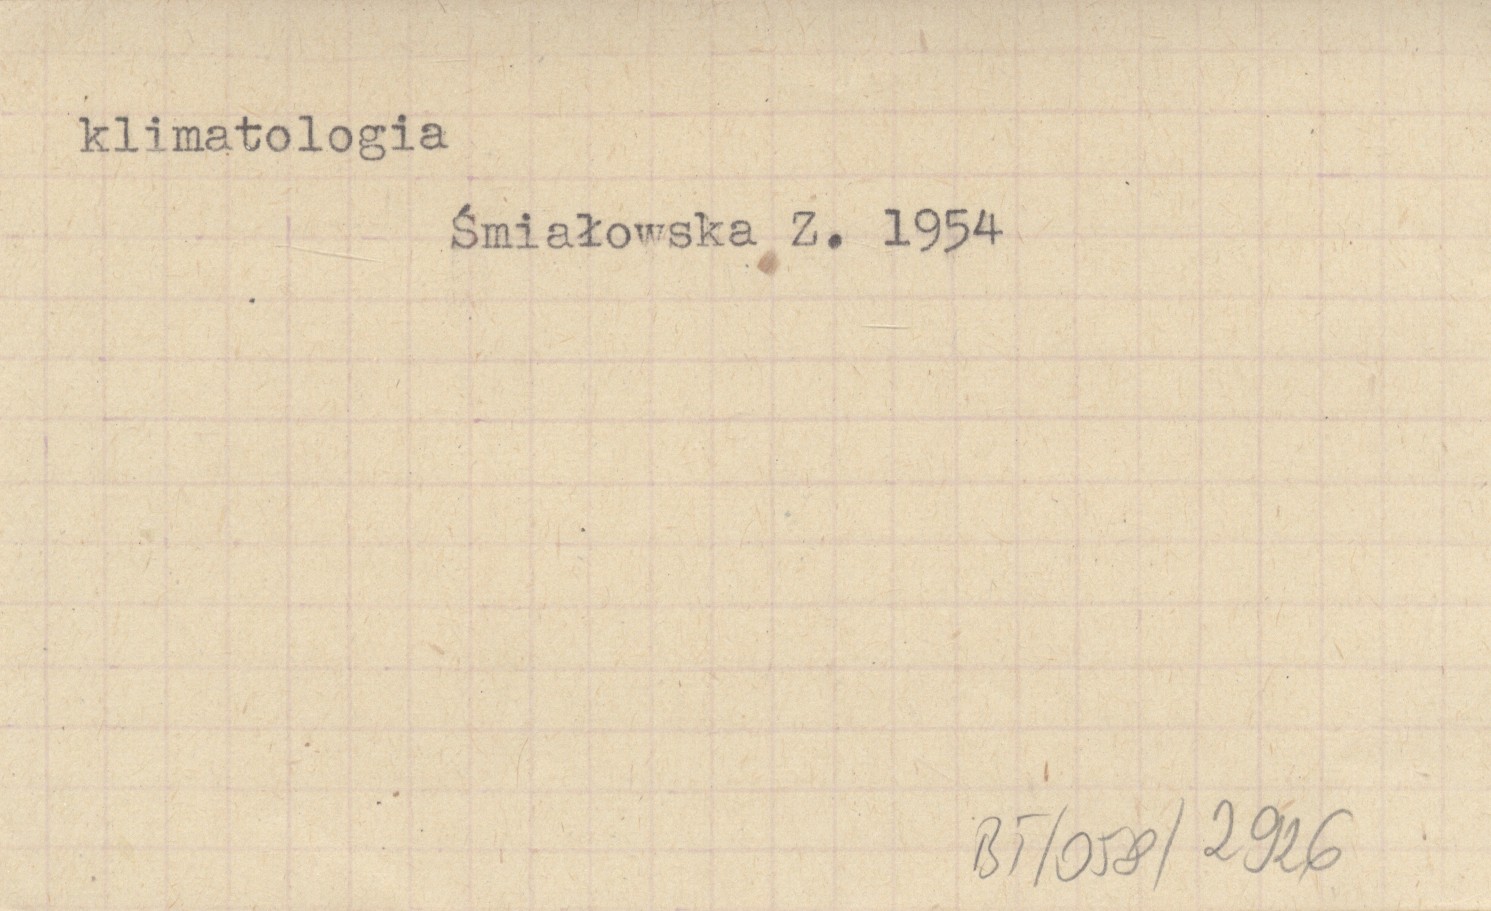 klimatologia
Śmiałowska Z. 1954
BT/058/2926